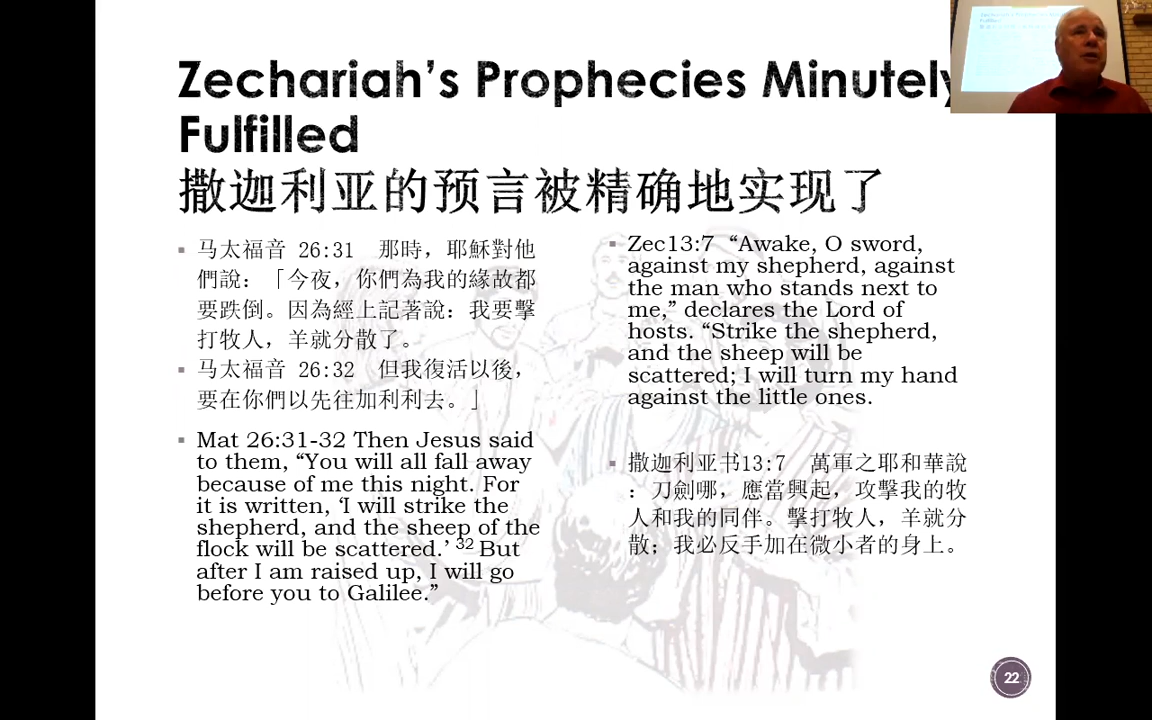 Zechariah's Prophecies Minutely
Fulfilled
撒迦利亚的预言被精确地实现了
▪ 马太福音 26:31 那時，耶穌對他
們說：「今夜，你們為我的緣故都
要跌倒。因為經上記著說：我要擊
打牧人，羊就分散了。
▪ 马太福音 26:32 但我復活以後，
要在你們以先往加利利去。」
▪ Mat 26:31-32 Then Jesus said
to them, “You will all fall away
because of me this night. For
it is written, ‘I will strike the
shepherd, and the sheep of the
flock will be scattered.’ 32 But
after I am raised up, I will go
before you to Galilee.”
▪ Zec13:7 “Awake, O sword,
against my shepherd, against
the man who stands next to
me,” declares the Lord of
hosts. “Strike the shepherd,
and the sheep will be
scattered; I will turn my hand
against the little ones.
▪ 撒迦利亚书13:7 萬軍之耶和華說
：刀劍哪，應當興起，攻擊我的牧
人和我的同伴。擊打牧人，羊就分
散；我必反手加在微小者的身上。
22